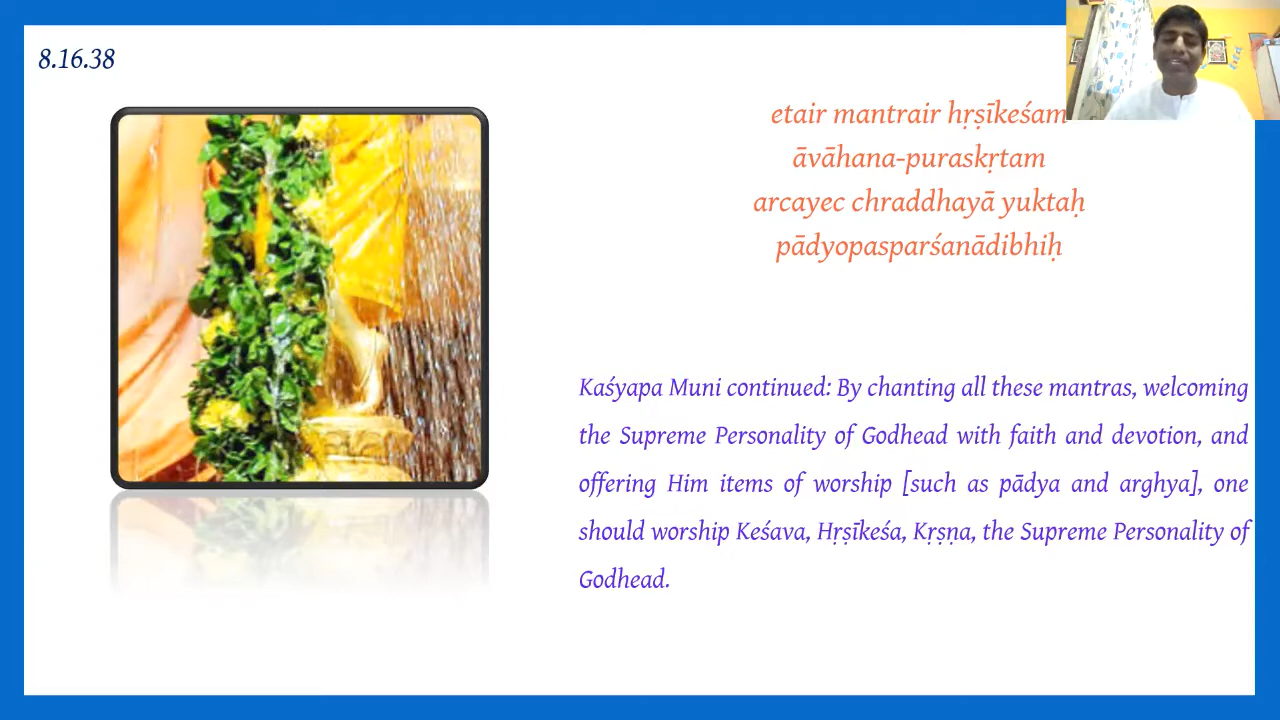 8.16.38
etair mantrair hṛṣīkeśam
āvāhana-puraskṛtam
arcayec chraddhayā yuktaḥ
pādyopasparśanādibhiḥ
Kaśyapa Muni continued: By chanting all these mantras, welcoming
the Supreme Personality of Godhead with faith and devotion, and
offering Him items of worship [such as pādya and arghya], one
should worship Keśava, Hṛṣīkeśa, Kṛṣṇa, the Supreme Personality of
Godhead.